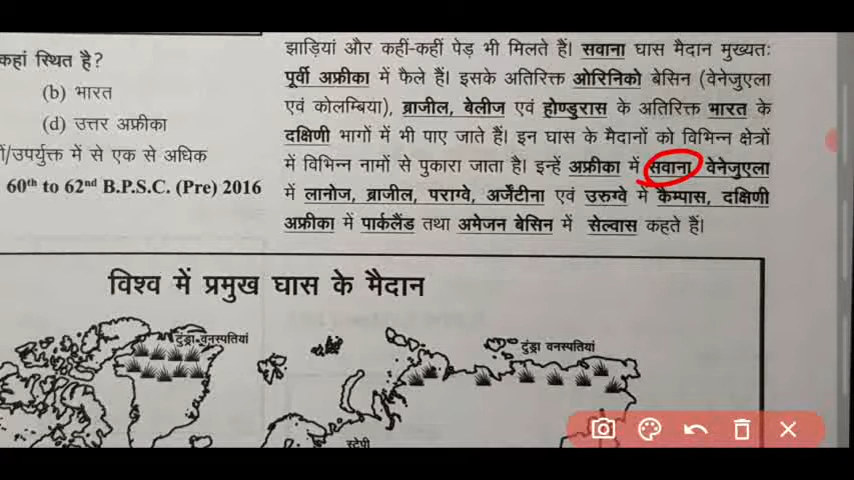 कहां स्थित है?
(b) भारत
(d) उत्तर अफ्रीका
/उपर्युक्त में से एक से अधिक
60th to 62nd B.P.S.C. (Pre) 2016
झाड़ियां और कहीं-कहीं पेड़ भी मिलते हैं। सवाना घास मैदान मुख्यतः
पूर्वी अफ्रीका में फैले हैं। इसके अतिरिक्त ओरिनिको बेसिन (वेनेजुएला
एवं कोलम्बिया), ब्राजील, बेलीज एवं होण्डुरास के अतिरिक्त भारत के
दक्षिणी भागों में भी पाए जाते हैं। इन घास के मैदानों को विभिन्न क्षेत्रों
में विभिन्न नामों से पुकारा जाता है। इन्हें अफ्रीका में सवाना वेनेजुएला
में लानोज, ब्राजील, पराग्वे, अर्जेंटीना एवं उरुग्वे में कैम्पास, दक्षिणी
अफ्रीका में पार्कलैंड तथा अमेजन बेसिन में सेल्वास कहते हैं।
विश्व में प्रमुख घास के मैदान
टुंड्रा वनस्पतियां
टुंड्रा वनस्पतियां
स्टेपी